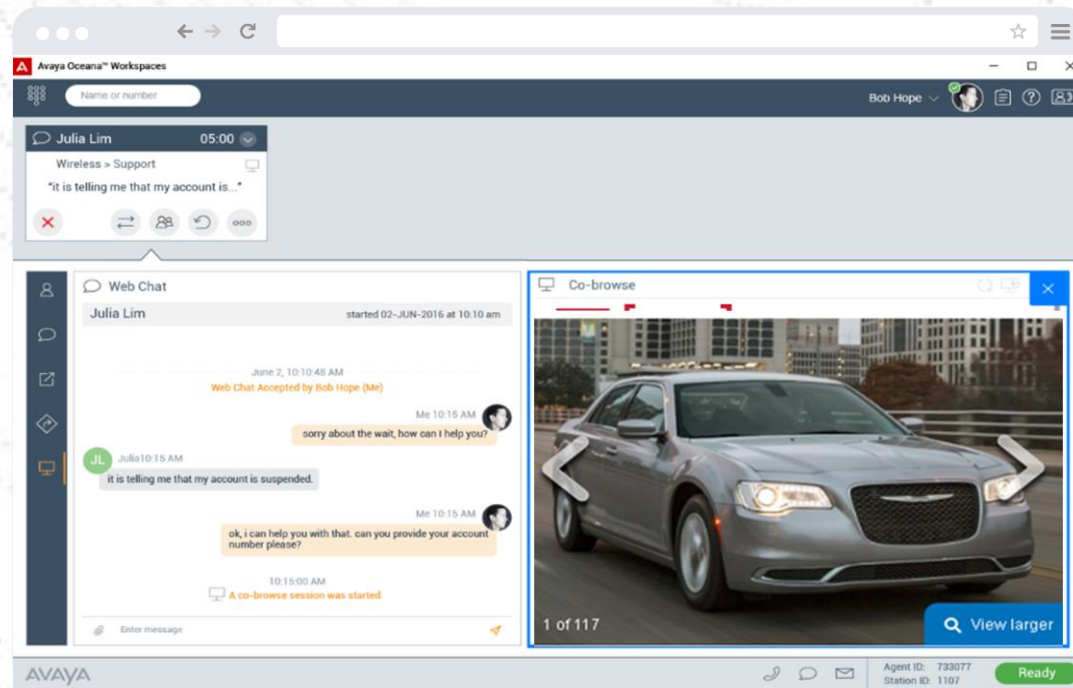 Avaya Oceana™ Workspaces
Name or number
Bob Hope
Julia Lim 05:00
Wireless > Support
"it is telling me that my account is..."
Web Chat
Julia Lim
started 02-JUN-2016 at 10:10 am
June 2, 10:10:48 AM
Web Chat Accepted by Bob Hope (Me)
Me 10:15 AM
sorry about the wait, how can I help you?
JL
Julia10:15 AM
it is telling me that my account is suspended.
Me 10:15 AM
ok, i can help you with that. can you provide your account
number please?
10:15:00 AM
A co-browse session was started
Enter message
Co-browse
1 of 117
View larger
AVAYA
Agent ID: 733077
Station ID: 1107
Ready